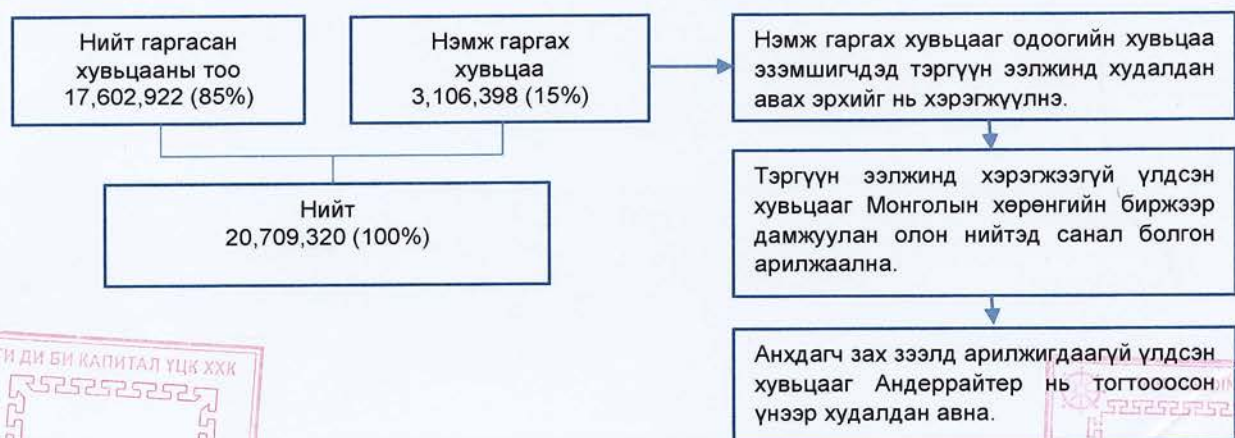 Нийт гаргасан
хувьцааны тоо
17,602,922 (85%)
Нэмж гаргах
хувьцаа
3,106,398 (15%)
Нийт
20,709,320 (100%)
Нэмж гаргах хувьцааг одоогийн хувьцаа
эзэмшигчдэд тэргүүн ээлжинд худалдан
авах эрхийг нь хэрэгжүүлнэ.
Тэргүүн ээлжинд хэрэгжээгүй үлдсэн
хувьцааг Монголын хөрөнгийн биржээр
дамжуулан олон нийтэд санал болгон
арилжаална.
Анхдагч зах зээлд арилжигдаагүй үлдсэн
хувьцааг Андеррайтер нь тогтооосон
үнээр худалдан авна.
ТИ ДИ БИ КАПИТАЛ ҮЦК ХХК